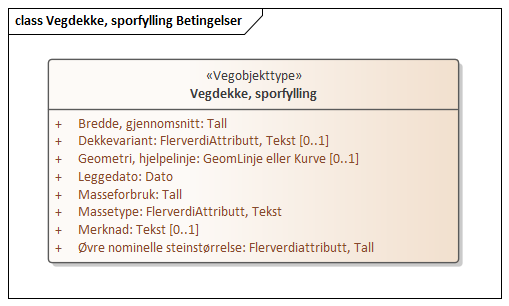 class Vegdekke, sporfylling Betingelser
«Vegobjekttype»
Vegdekke, sporfylling
+ Bredde, gjennomsnitt: Tall
+ Dekkevariant: FlerverdiAttributt, Tekst [0..1]
+ Geometri, hjelpelinje: GeomLinje eller Kurve [0..1]
+ Leggedato: Dato
+ Masseforbruk: Tall
+ Massetype: FlerverdiAttributt, Tekst
+ Merknad: Tekst [0..1]
+ Øvre nominelle steinstørrelse: Flerverdiattributt, Tall